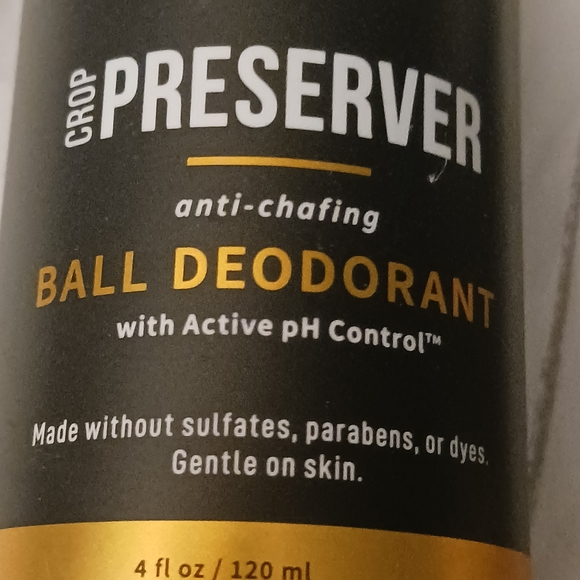 CROP PRESERVER
anti-chafing
BALL DEODORANT
with Active pH Control™
Made without sulfates, parabens, or dyes.
Gentle on skin.
4 fl oz / 120 ml